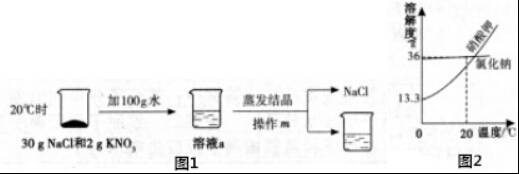 20℃时
加100g水
蒸发结晶
操作 m
NaCl
30 g NaCl和2 g KNO₃
溶液a
图1
溶解度/g
硝酸钾
氯化钠
36
13.3
0
20
温度/℃
图2